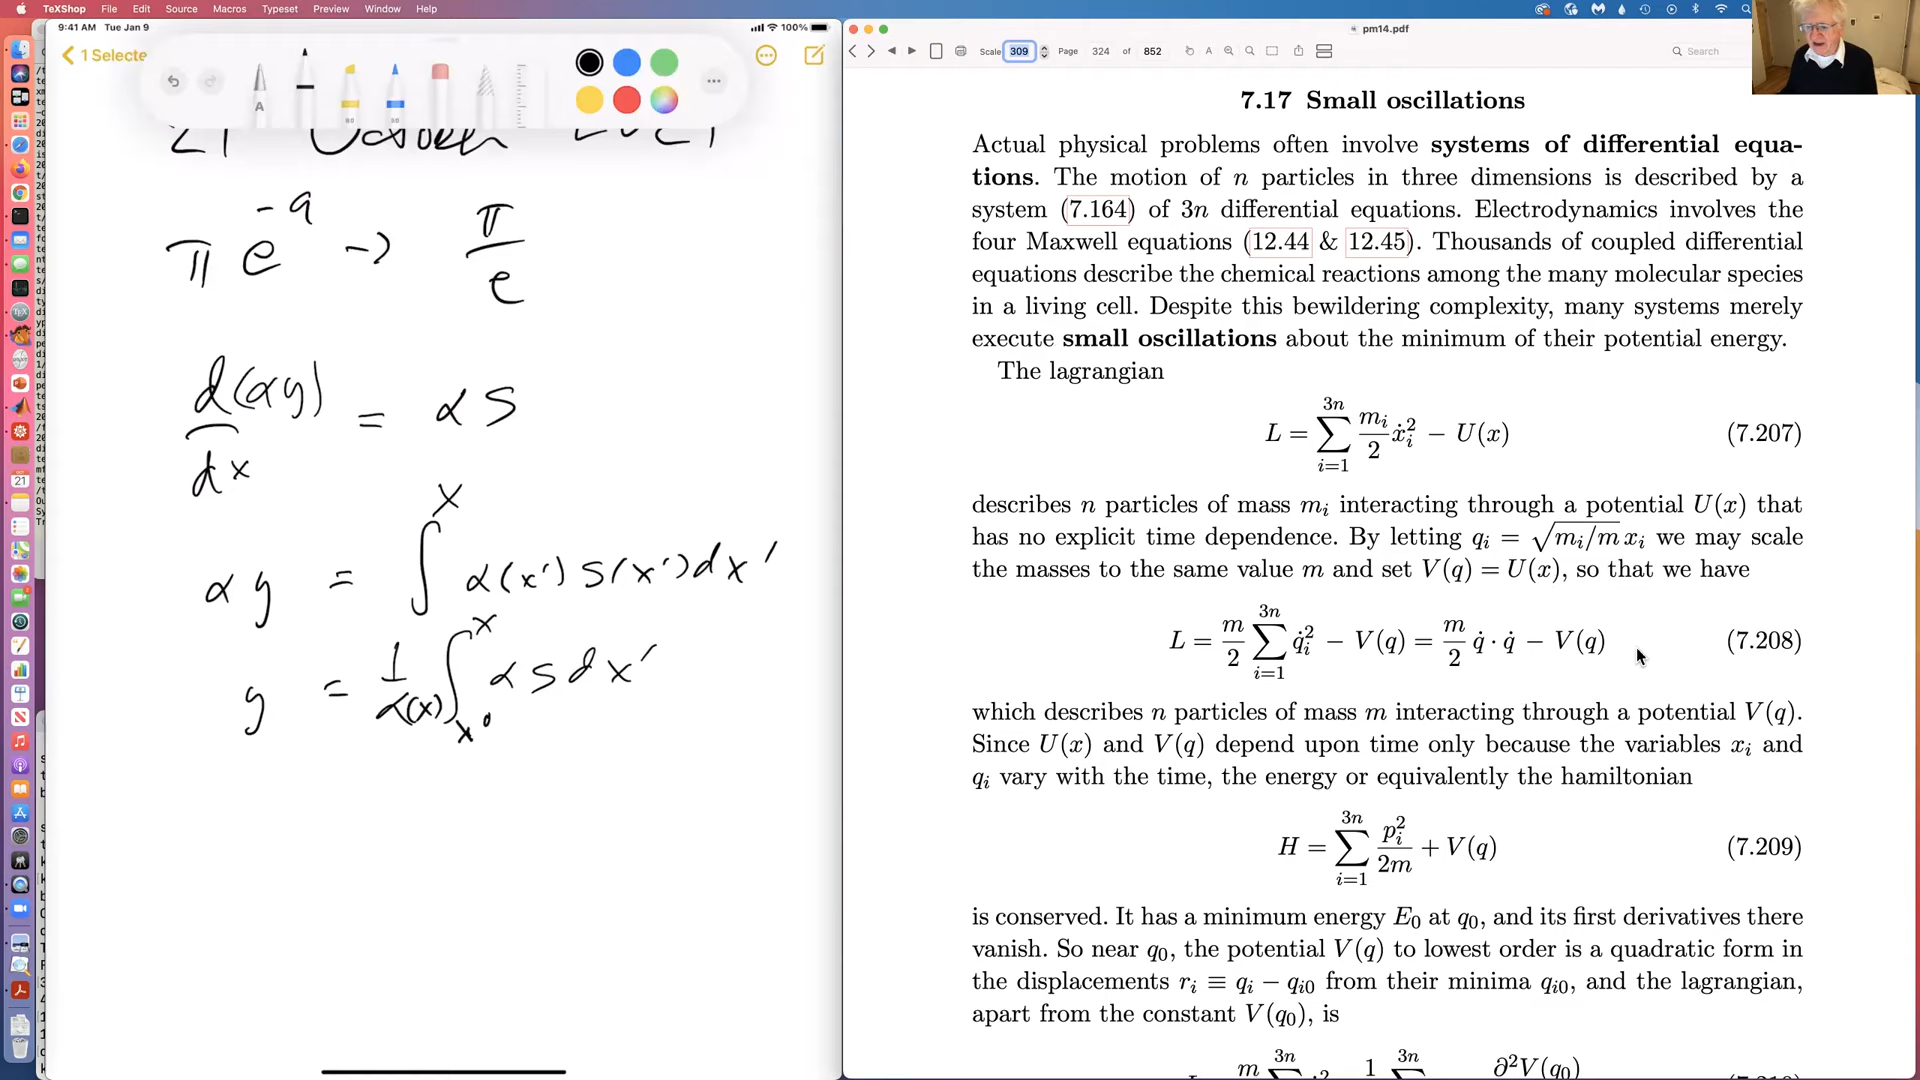 TeXShop File Edit Source Macros Typeset Preview Window Help
9:41 AM Tue Jan 9
100%
1 Selecte
21 October 2021
π e^{-a} → π/e
d(αy)/dx = α s
α y = ∫^x α(x') s(x') dx'
y = 1/α(x) ∫_{x_0}^x α s dx'
pm14.pdf
Scale 309 Page 324 of 852
Search
7.17 Small oscillations
Actual physical problems often involve systems of differential equa-
tions. The motion of n particles in three dimensions is described by a
system (7.164) of 3n differential equations. Electrodynamics involves the
four Maxwell equations (12.44 & 12.45). Thousands of coupled differential
equations describe the chemical reactions among the many molecular species
in a living cell. Despite this bewildering complexity, many systems merely
execute small oscillations about the minimum of their potential energy.
The lagrangian
L = ∑_{i=1}^{3n} m_i/2 ẋ_i^2 − U(x) (7.207)
describes n particles of mass m_i interacting through a potential U(x) that
has no explicit time dependence. By letting q_i = √(m_i/m) x_i we may scale
the masses to the same value m and set V(q) = U(x), so that we have
L = m/2 ∑_{i=1}^{3n} q̇_i^2 − V(q) = m/2 q̇ · q̇ − V(q) (7.208)
which describes n particles of mass m interacting through a potential V(q).
Since U(x) and V(q) depend upon time only because the variables x_i and
q_i vary with the time, the energy or equivalently the hamiltonian
H = ∑_{i=1}^{3n} p_i^2/2m + V(q) (7.209)
is conserved. It has a minimum energy E_0 at q_0, and its first derivatives there
vanish. So near q_0, the potential V(q) to lowest order is a quadratic form in
the displacements r_i ≡ q_i − q_{i0} from their minima q_{i0}, and the lagrangian,
apart from the constant V(q_0), is